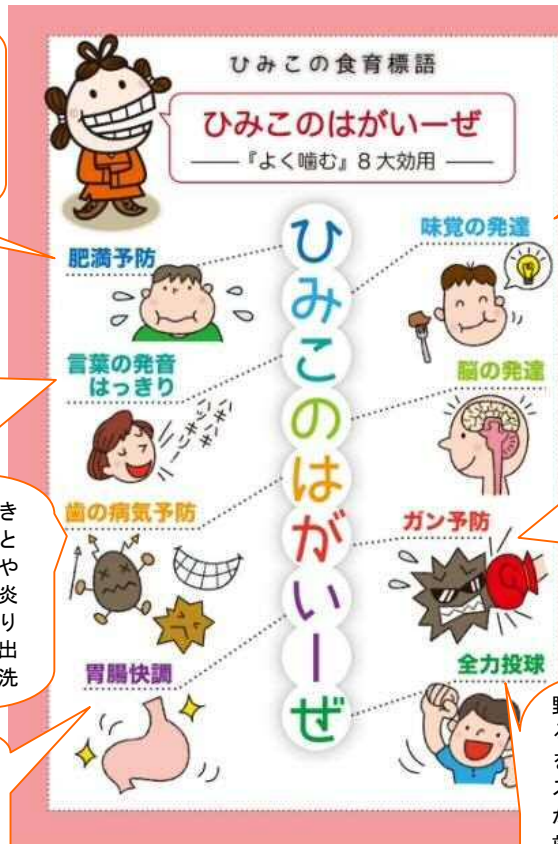 ひみこの食育標語
ひみこのはがいーぜ
『よく噛む』8大効用
ひみこのはがいーぜ
肥満予防
味覚の発達
言葉の発音
はっきり
ハッキリ
ハキハキ
脳の発達
歯の病気予防
ガン予防
胃腸快調
全力投球
き
と
や
炎
り
出
洗